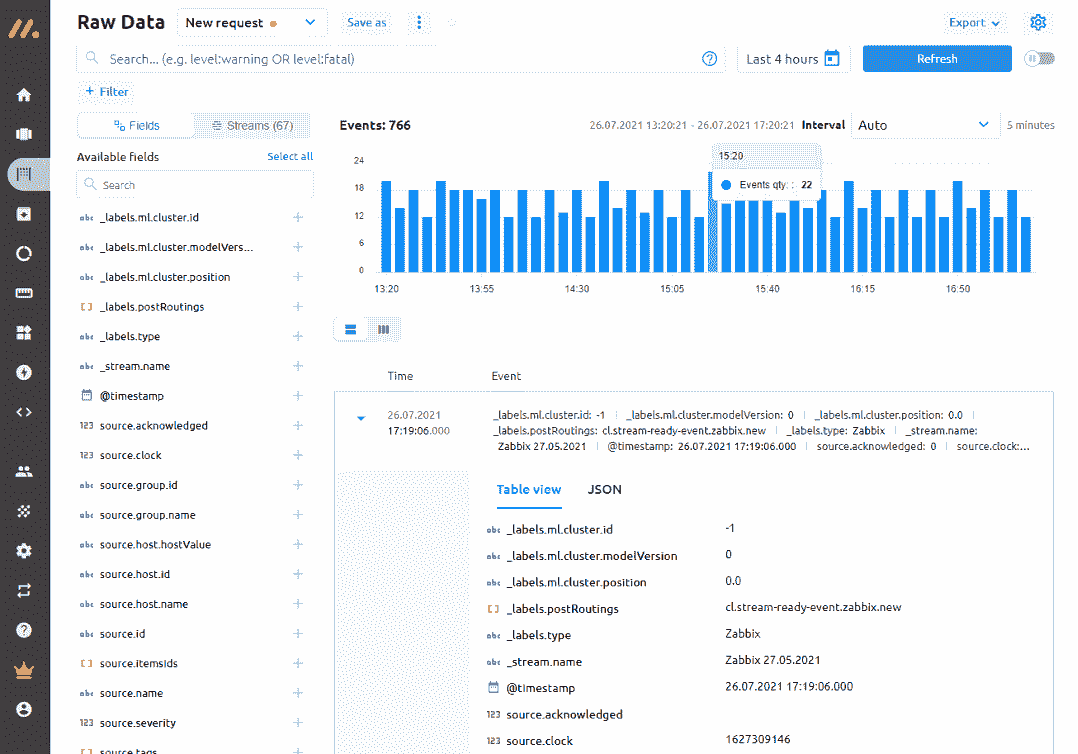 Raw Data
New request
Save as
Export
Search... (e.g. level:warning OR level:fatal)
Last 4 hours
Refresh
+ Filter
Fields
Streams (67)
Events: 766
26.07.2021 13:20:21 - 26.07.2021 17:20:21
Interval
Auto
5 minutes
Available fields
Select all
Search
abc _labels.ml.cluster.id
abc _labels.ml.cluster.modelVers...
abc _labels.ml.cluster.position
[ ] _labels.postRoutings
abc _labels.type
abc _stream.name
@timestamp
123 source.acknowledged
123 source.clock
abc source.group.id
abc source.group.name
abc source.host.hostValue
abc source.host.id
abc source.host.name
abc source.id
[ ] source.itemsIds
abc source.name
123 source.severity
[ ] source.tags
24
18
12
6
0
15:20
Events qty: : 22
13:20
13:55
14:30
15:05
15:40
16:15
16:50
Time
Event
26.07.2021
17:19:06.000
_labels.ml.cluster.id: -1 | _labels.ml.cluster.modelVersion: 0 | _labels.ml.cluster.position: 0.0 |
_labels.postRoutings: cl.stream-ready-event.zabbix.new | _labels.type: Zabbix | _stream.name:
Zabbix 27.05.2021 | @timestamp: 26.07.2021 17:19:06.000 | source.acknowledged: 0 | source.clock:...
Table view
JSON
abc _labels.ml.cluster.id -1
abc _labels.ml.cluster.modelVersion 0
abc _labels.ml.cluster.position 0.0
[ ] _labels.postRoutings cl.stream-ready-event.zabbix.new
abc _labels.type Zabbix
abc _stream.name Zabbix 27.05.2021
@timestamp 26.07.2021 17:19:06.000
123 source.acknowledged
123 source.clock 1627309146